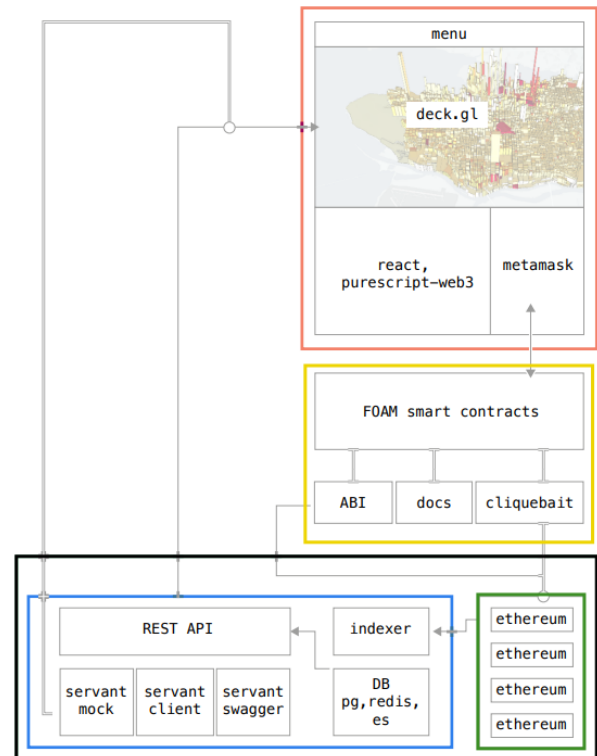 menu
deck.gl
react,
purescript-web3
metamask
FOAM smart contracts
ABI
docs
cliquebait
REST API
indexer
ethereum
ethereum
ethereum
ethereum
servant
mock
servant
client
servant
swagger
DB
pg,redis,
es